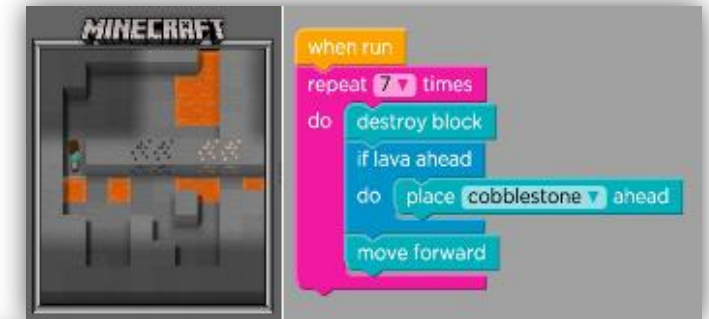 MINECRAFT
when run
repeat 7 times
do destroy block
if lava ahead
do place cobblestone ahead
move forward